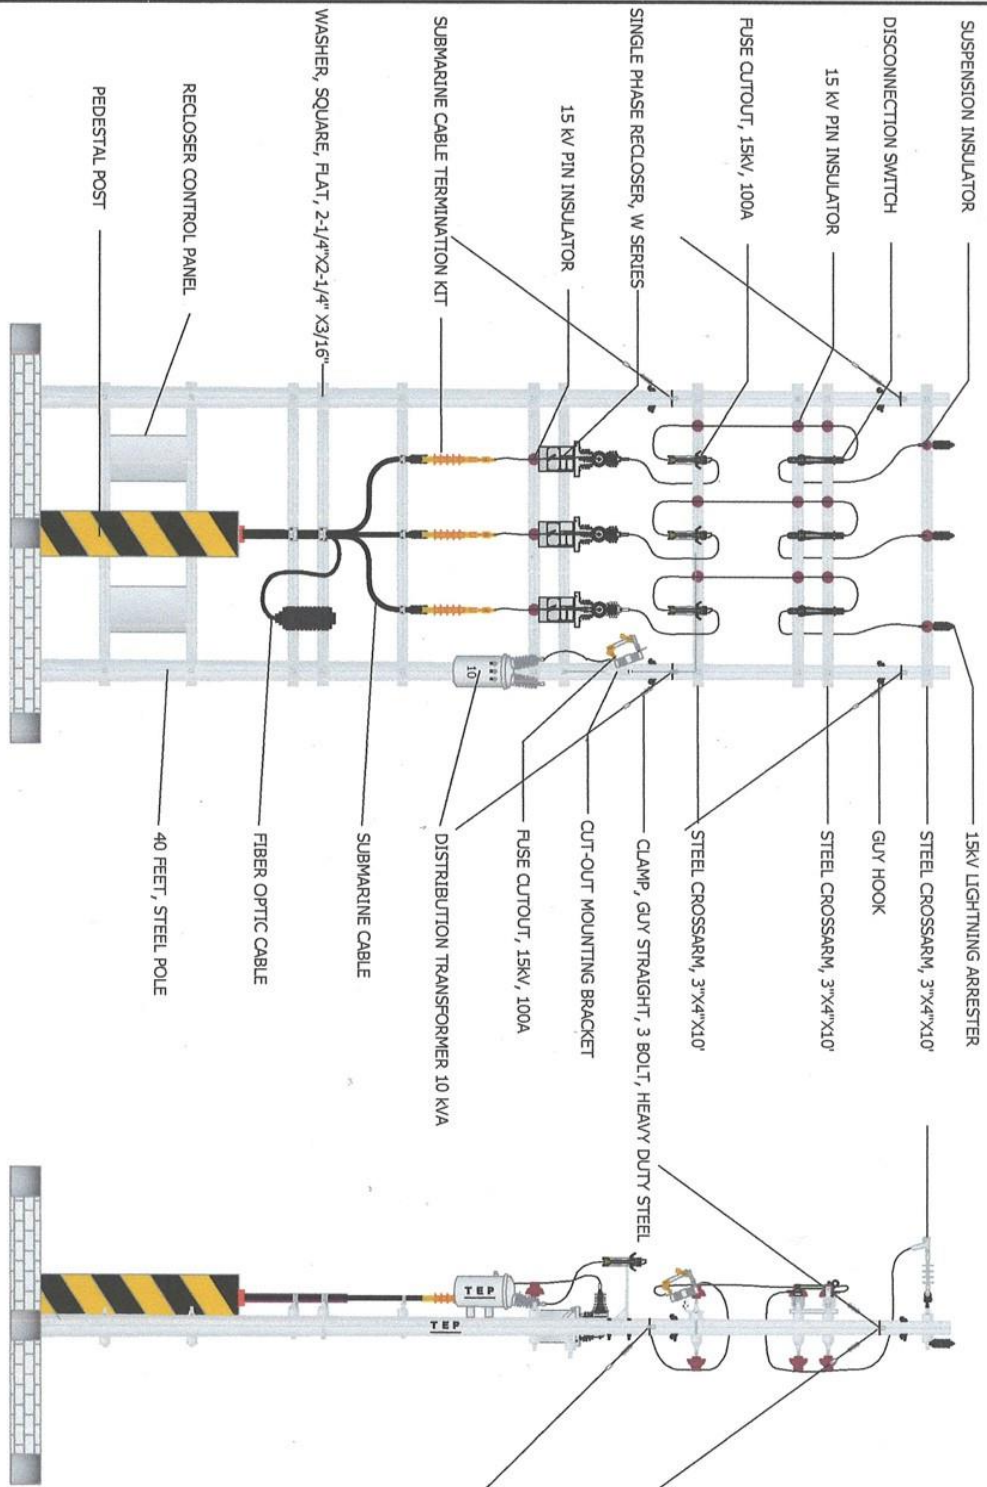 SUSPENSION INSULATOR
DISCONNECTION SWITCH
15 kV PIN INSULATOR
FUSE CUTOUT, 15kV, 100A
SINGLE PHASE RECLOSER, W SERIES
15 kV PIN INSULATOR
SUBMARINE CABLE TERMINATION KIT
WASHER, SQUARE, FLAT, 2-1/4"X2-1/4" X3/16"
RECLOSER CONTROL PANEL
PEDESTAL POST
15kV LIGHTNING ARRESTER
STEEL CROSSARM, 3"X4"X10'
GUY HOOK
STEEL CROSSARM, 3"X4"X10'
STEEL CROSSARM, 3"X4"X10'
CLAMP, GUY STRAIGHT, 3 BOLT, HEAVY DUTY STEEL
CUT-OUT MOUNTING BRACKET
FUSE CUTOUT, 15kV, 100A
DISTRIBUTION TRANSFORMER 10 kVA
SUBMARINE CABLE
FIBER OPTIC CABLE
40 FEET, STEEL POLE
10
TEP
TEP